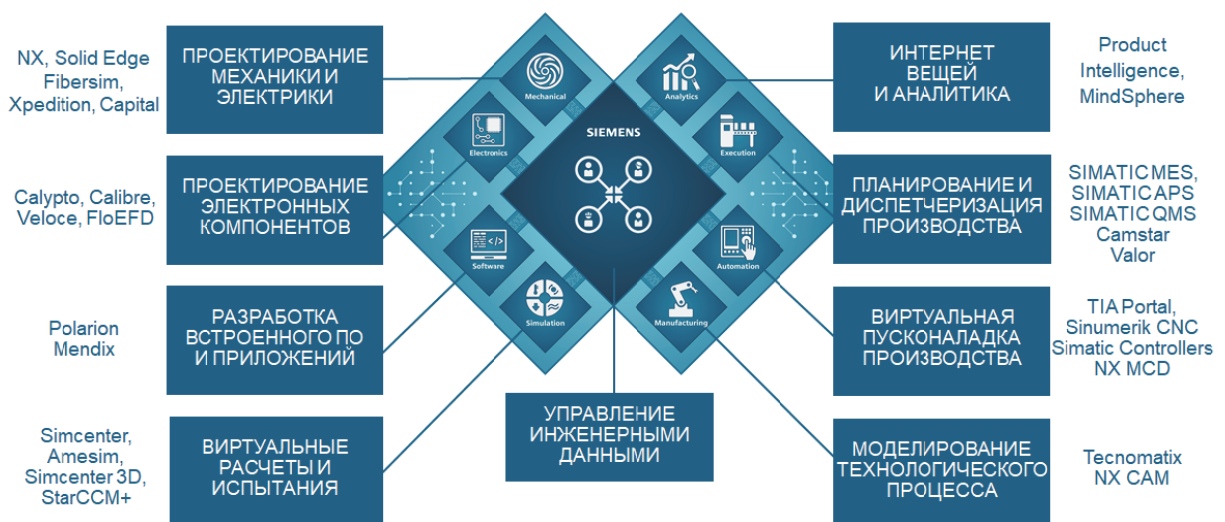 NX, Solid Edge
Fibersim,
Xpedition, Capital
ПРОЕКТИРОВАНИЕ
МЕХАНИКИ И
ЭЛЕКТРИКИ
Calypto, Calibre,
Veloce, FloEFD
ПРОЕКТИРОВАНИЕ
ЭЛЕКТРОННЫХ
КОМПОНЕНТОВ
Polarion
Mendix
РАЗРАБОТКА
ВСТРОЕННОГО ПО
И ПРИЛОЖЕНИЙ
Simcenter,
Amesim,
Simcenter 3D,
StarCCM+
ВИРТУАЛЬНЫЕ
РАСЧЕТЫ И
ИСПЫТАНИЯ
Mechanical
Electronics
Software
</>
Simulation
SIEMENS
Analytics
Execution
Automation
Manufacturing
УПРАВЛЕНИЕ
ИНЖЕНЕРНЫМИ
ДАННЫМИ
ИНТЕРНЕТ
ВЕЩЕЙ
И АНАЛИТИКА
Product
Intelligence,
MindSphere
ПЛАНИРОВАНИЕ И
ДИСПЕТЧЕРИЗАЦИЯ
ПРОИЗВОДСТВА
SIMATIC MES,
SIMATIC APS
SIMATIC QMS
Camstar
Valor
ВИРТУАЛЬНАЯ
ПУСКОНАЛАДКА
ПРОИЗВОДСТВА
TIA Portal,
Sinumerik CNC
Simatic Controllers
NX MCD
МОДЕЛИРОВАНИЕ
ТЕХНОЛОГИЧЕСКОГО
ПРОЦЕССА
Tecnomatix
NX CAM